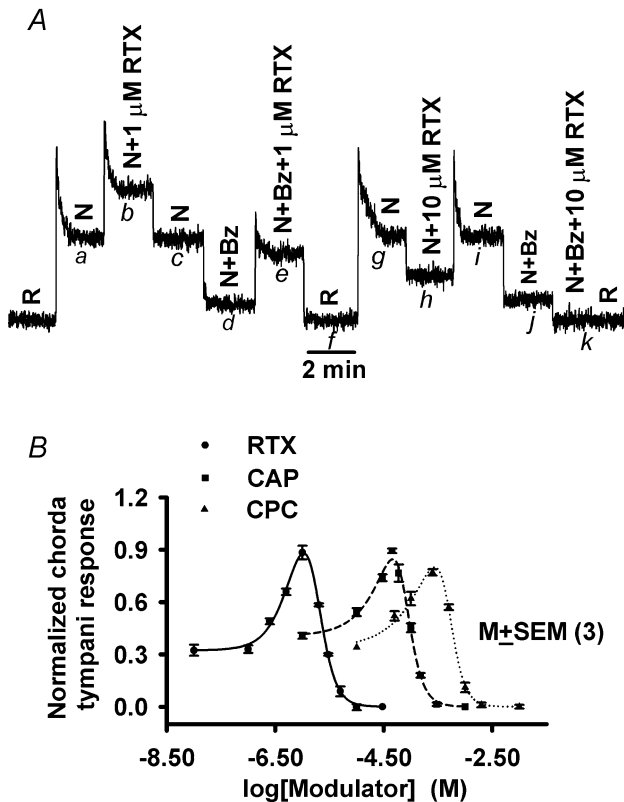 A
R
N
a
N+1 μM RTX
b
N
c
N+Bz
d
N+Bz+1 μM RTX
e
R
f
N
g
N+10 μM RTX
h
N
i
N+Bz
j
N+Bz+10 μM RTX
k
R
2 min
B
RTX
CAP
CPC
Normalized chorda
tympani response
1.2
0.9
0.6
0.3
0.0
M±SEM (3)
-8.50 -6.50 -4.50 -2.50
log[Modulator] (M)